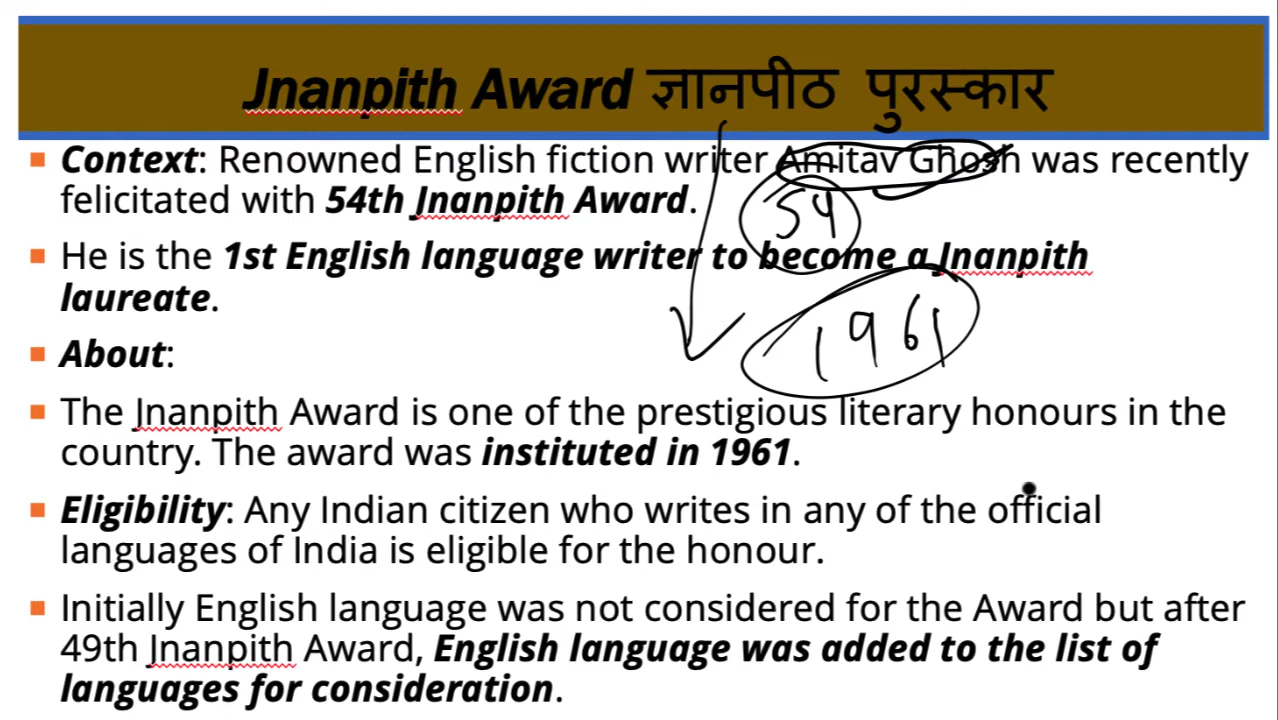 Jnanpith Award ज्ञानपीठ पुरस्कार
Context: Renowned English fiction writer Amitav Ghosh was recently
felicitated with 54th Jnanpith Award.
54
He is the 1st English language writer to become a Jnanpith
laureate.
1961
About:
The Jnanpith Award is one of the prestigious literary honours in the
country. The award was instituted in 1961.
Eligibility: Any Indian citizen who writes in any of the official
languages of India is eligible for the honour.
Initially English language was not considered for the Award but after
49th Jnanpith Award, English language was added to the list of
languages for consideration.